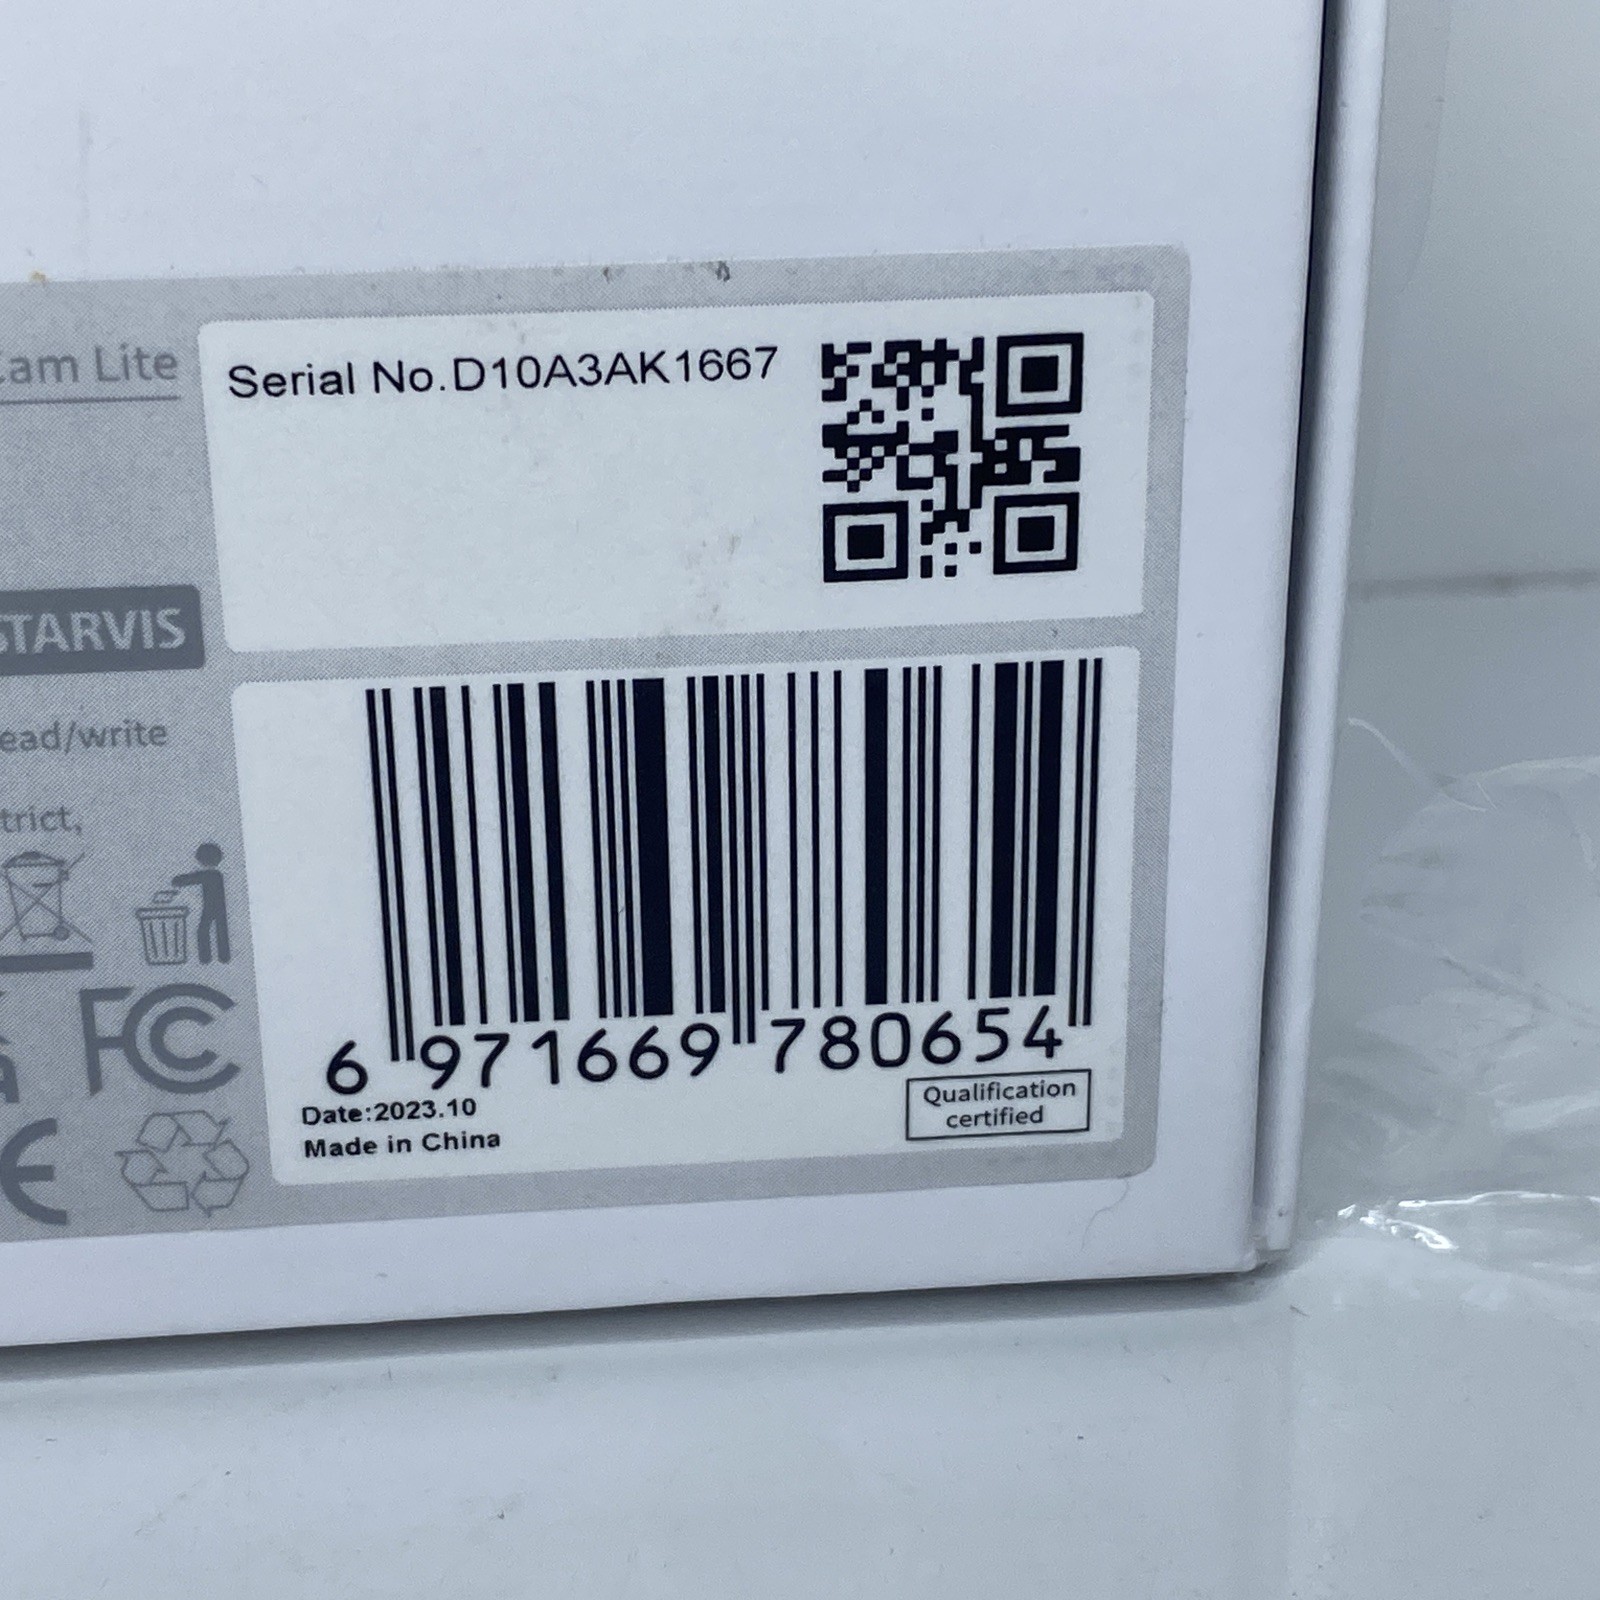 Cam Lite
Serial No.D10A3AK1667
STARVIS
ead/write
trict,
FC
CE
6 971669 780654
Date:2023.10
Made in China
Qualification
certified